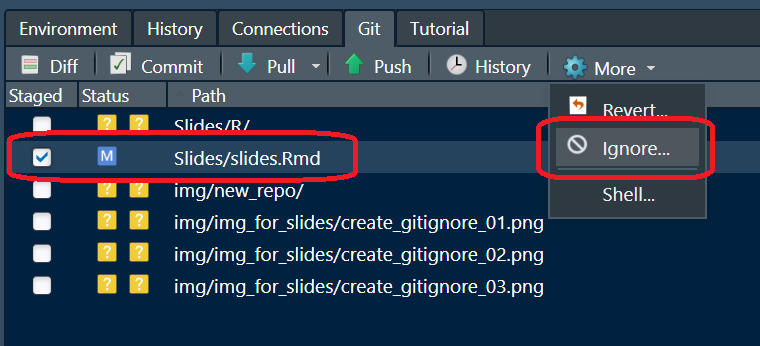 Environment History Connections Git Tutorial
Diff Commit Pull Push History More
Staged Status Path
? ? Slides/R/
M Slides/slides.Rmd
? ? img/new_repo/
? ? img/img_for_slides/create_gitignore_01.png
? ? img/img_for_slides/create_gitignore_02.png
? ? img/img_for_slides/create_gitignore_03.png
Revert...
Ignore...
Shell...